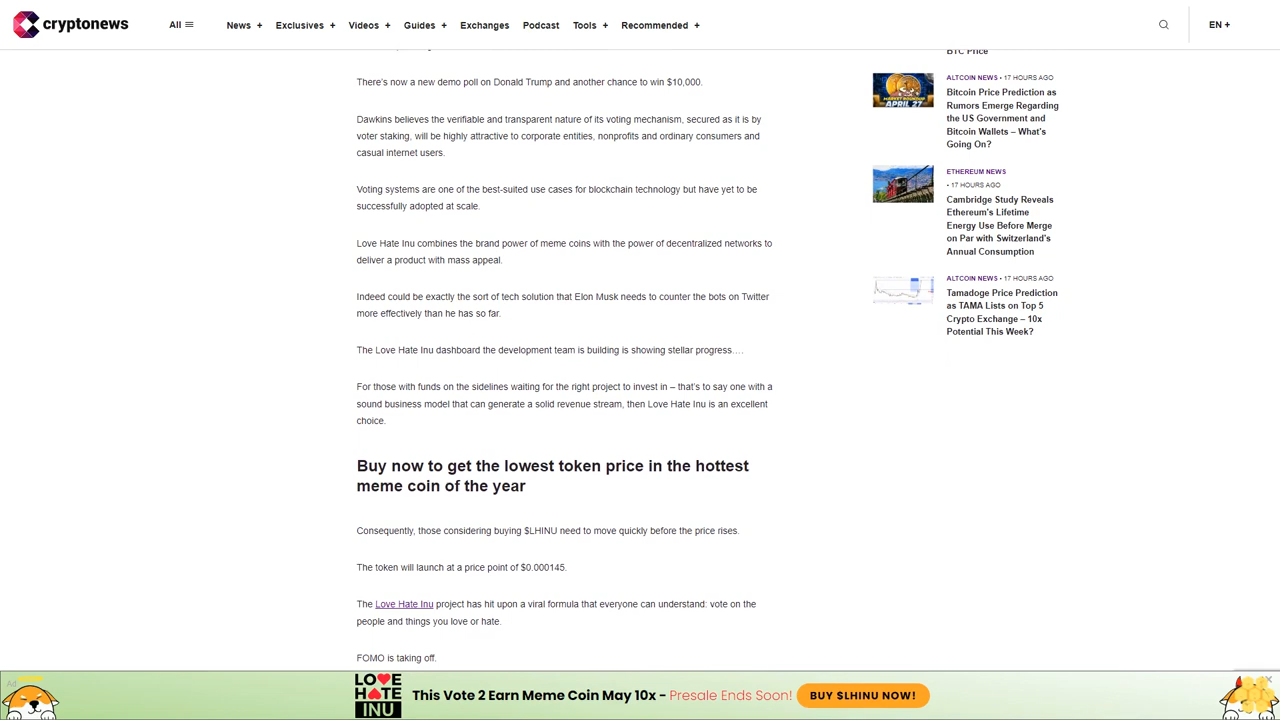 cryptonews
All
News +
Exclusives +
Videos +
Guides +
Exchanges
Podcast
Tools +
Recommended +
EN +
There's now a new demo poll on Donald Trump and another chance to win $10,000.
Dawkins believes the verifiable and transparent nature of its voting mechanism, secured as it is by
voter staking, will be highly attractive to corporate entities, nonprofits and ordinary consumers and
casual internet users.
Voting systems are one of the best-suited use cases for blockchain technology but have yet to be
successfully adopted at scale.
Love Hate Inu combines the brand power of meme coins with the power of decentralized networks to
deliver a product with mass appeal.
Indeed could be exactly the sort of tech solution that Elon Musk needs to counter the bots on Twitter
more effectively than he has so far.
The Love Hate Inu dashboard the development team is building is showing stellar progress….
For those with funds on the sidelines waiting for the right project to invest in – that's to say one with a
sound business model that can generate a solid revenue stream, then Love Hate Inu is an excellent
choice.
Buy now to get the lowest token price in the hottest
meme coin of the year
Consequently, those considering buying $LHINU need to move quickly before the price rises.
The token will launch at a price point of $0.000145.
The Love Hate Inu project has hit upon a viral formula that everyone can understand: vote on the
people and things you love or hate.
FOMO is taking off.
BTC Price
ALTCOIN NEWS • 17 HOURS AGO
APRIL 27
Bitcoin Price Prediction as
Rumors Emerge Regarding
the US Government and
Bitcoin Wallets – What's
Going On?
ETHEREUM NEWS
• 17 HOURS AGO
Cambridge Study Reveals
Ethereum's Lifetime
Energy Use Before Merge
on Par with Switzerland's
Annual Consumption
ALTCOIN NEWS • 17 HOURS AGO
Tamadoge Price Prediction
as TAMA Lists on Top 5
Crypto Exchange – 10x
Potential This Week?
Ad
LOVE
HATE
INU
This Vote 2 Earn Meme Coin May 10x - Presale Ends Soon!
BUY $LHINU NOW!